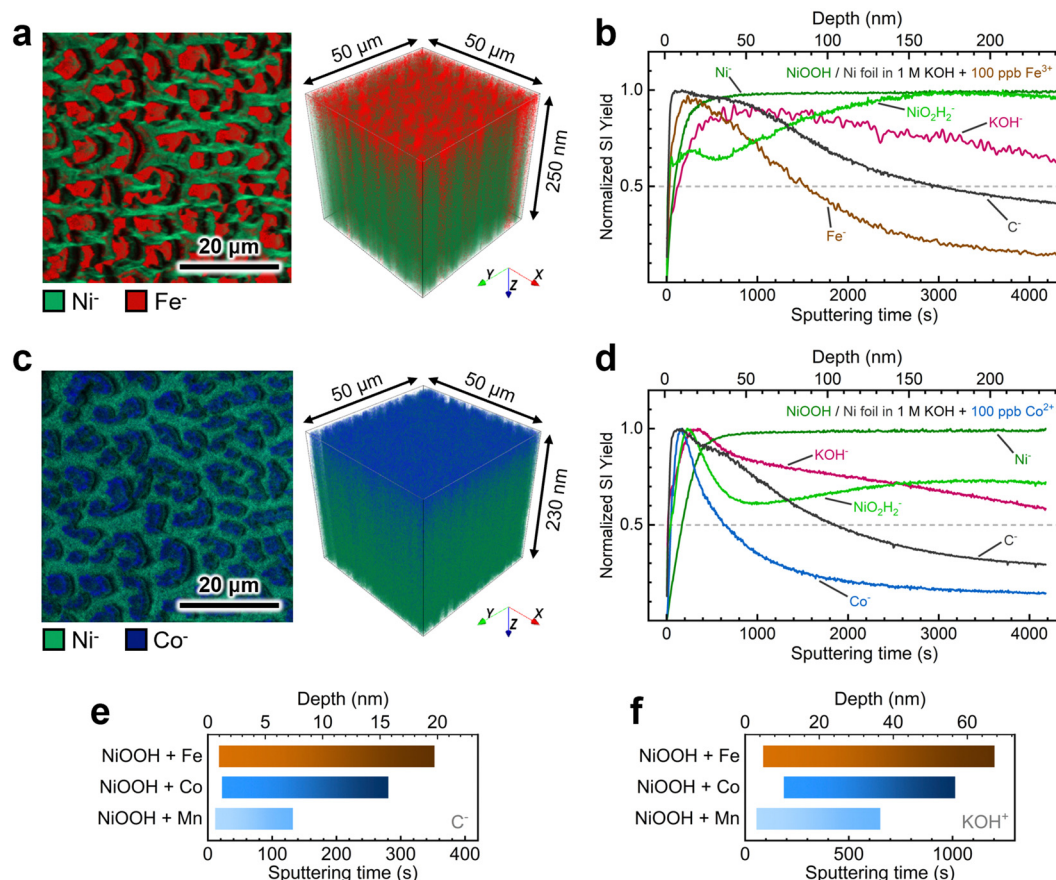 a
50 µm
50 µm
250 nm
Y
Z
X
20 µm
Ni⁻
Fe⁻
b
Depth (nm)
0
50
100
150
200
Normalized SI Yield
1.0
0.5
NiOOH / Ni foil in 1 M KOH + 100 ppb Fe³⁺
Ni⁻
NiO₂H₂⁻
KOH⁻
C⁻
Fe⁻
0
1000
2000
3000
4000
Sputtering time (s)
c
50 µm
50 µm
230 nm
Y
Z
X
20 µm
Ni⁻
Co⁻
d
Depth (nm)
0
50
100
150
200
Normalized SI Yield
1.0
0.5
NiOOH / Ni foil in 1 M KOH + 100 ppb Co²⁺
KOH⁻
Ni⁻
NiO₂H₂⁻
C⁻
Co⁻
0
1000
2000
3000
4000
Sputtering time (s)
e
Depth (nm)
0
5
10
15
20
NiOOH + Fe
NiOOH + Co
NiOOH + Mn
C⁻
0
100
200
300
400
Sputtering time (s)
f
Depth (nm)
0
20
40
60
NiOOH + Fe
NiOOH + Co
NiOOH + Mn
KOH⁺
0
500
1000
Sputtering time (s)